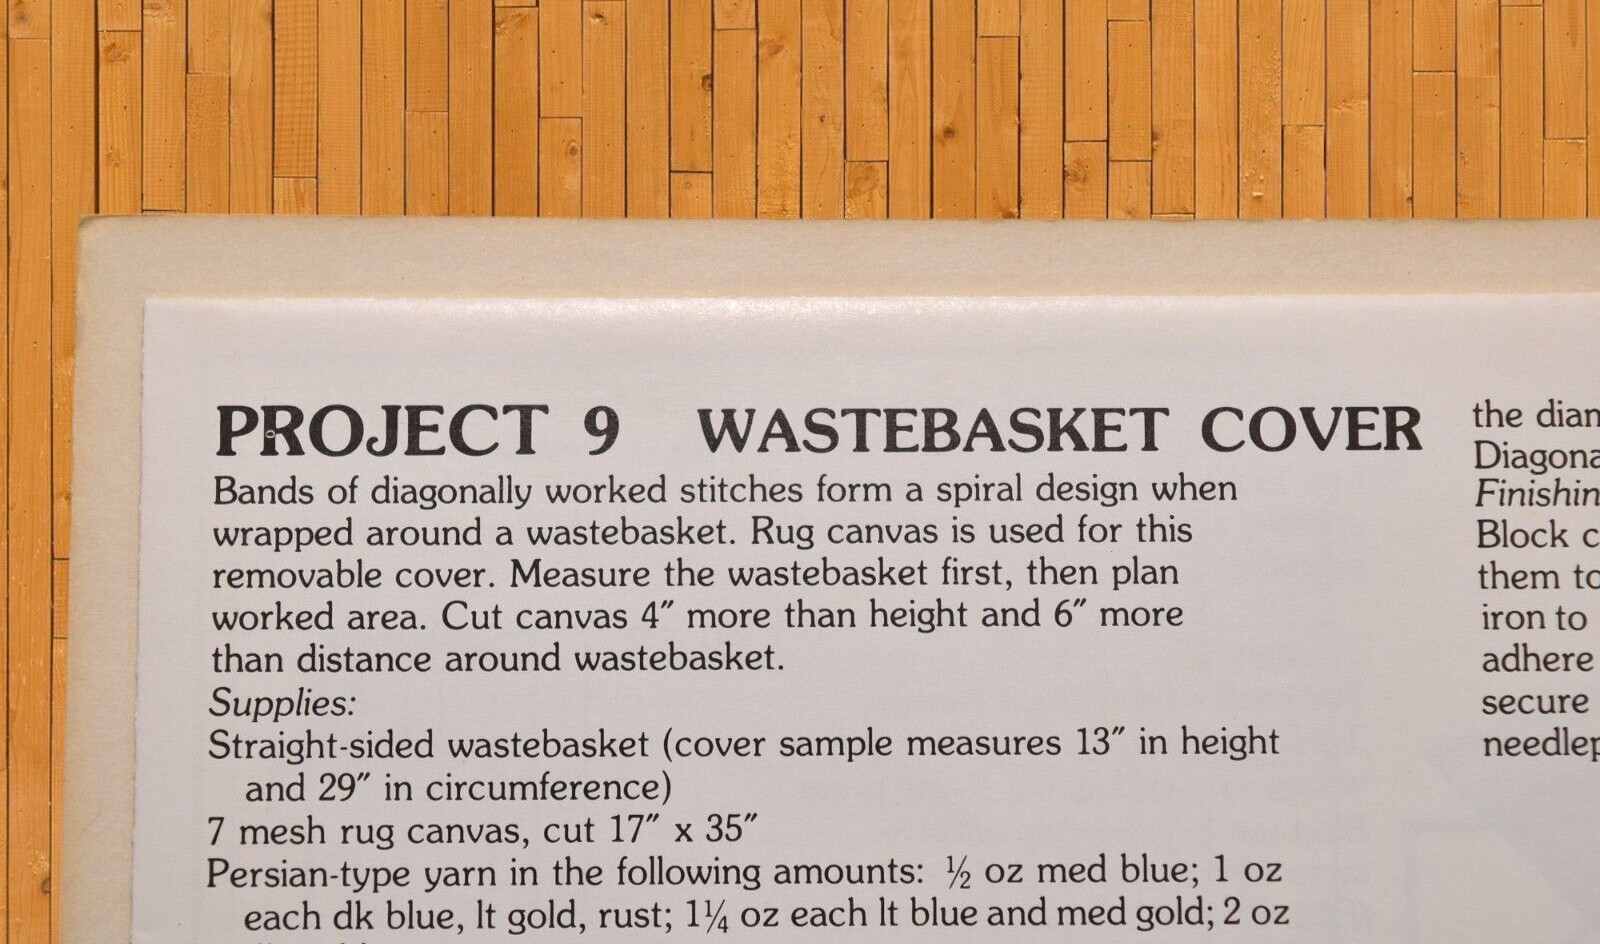 PROJECT 9 WASTEBASKET COVER
Bands of diagonally worked stitches form a spiral design when
wrapped around a wastebasket. Rug canvas is used for this
removable cover. Measure the wastebasket first, then plan
worked area. Cut canvas 4″ more than height and 6″ more
than distance around wastebasket.
Supplies:
Straight-sided wastebasket (cover sample measures 13″ in height
and 29″ in circumference)
7 mesh rug canvas, cut 17″ x 35″
Persian-type yarn in the following amounts: ½ oz med blue; 1 oz
each dk blue, lt gold, rust; 1¼ oz each lt blue and med gold; 2 oz
the
Block
them
iron to
adhere
secure